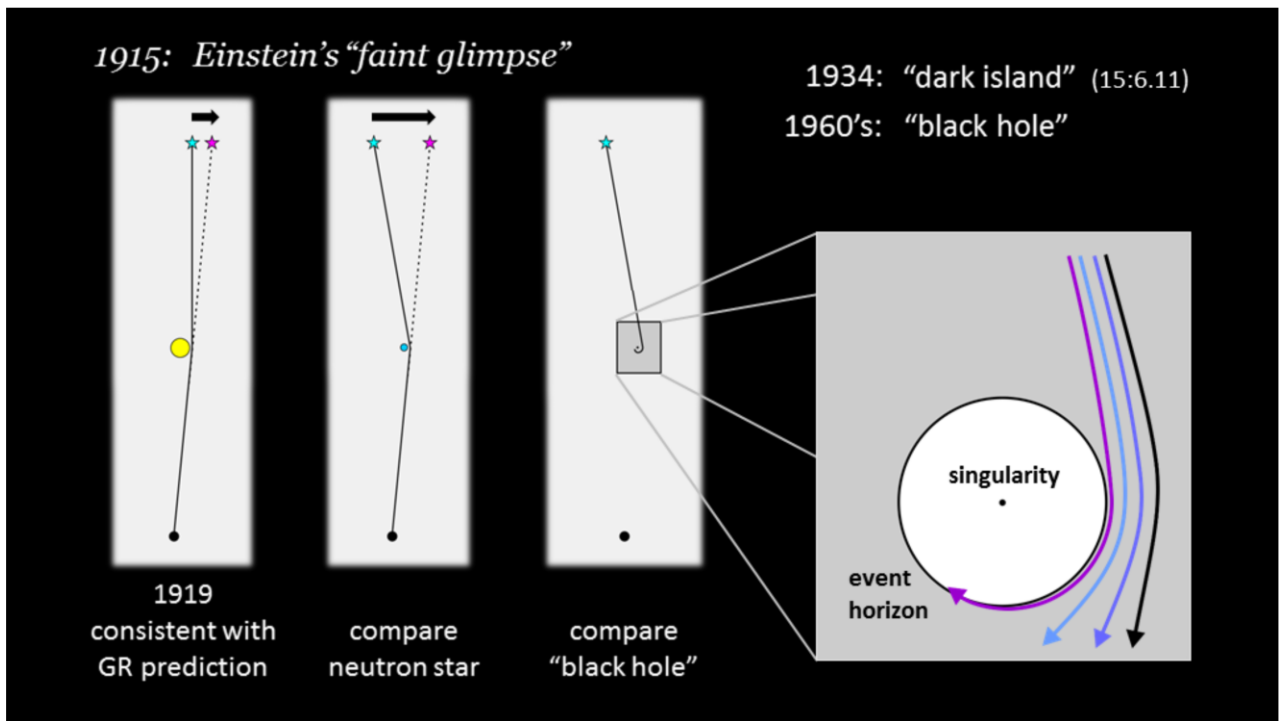 1915: Einstein's “faint glimpse”
1934: “dark island” (15:6.11)
1960's: “black hole”
singularity
event
horizon
1919
consistent with
GR prediction
compare
neutron star
compare
“black hole”